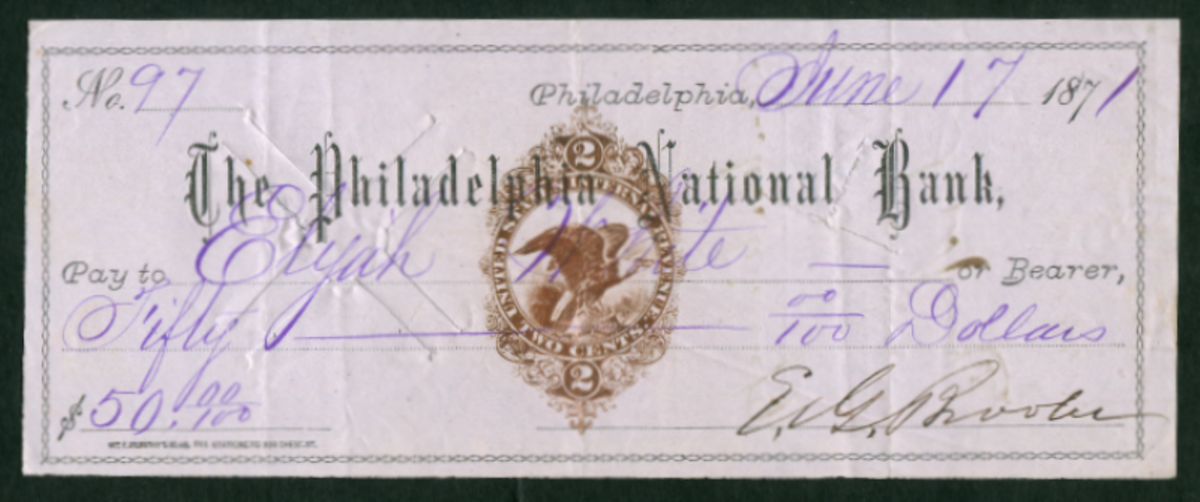 No. 97 Philadelphia, June 17 1871
The Philadelphia National Bank,
Pay to Elijah White — or Bearer,
Fifty — 00/100 Dollars
$ 50.00/100
E. G. Booker
2
UNITED INTERNAL REVENUE
TWO CENTS
2